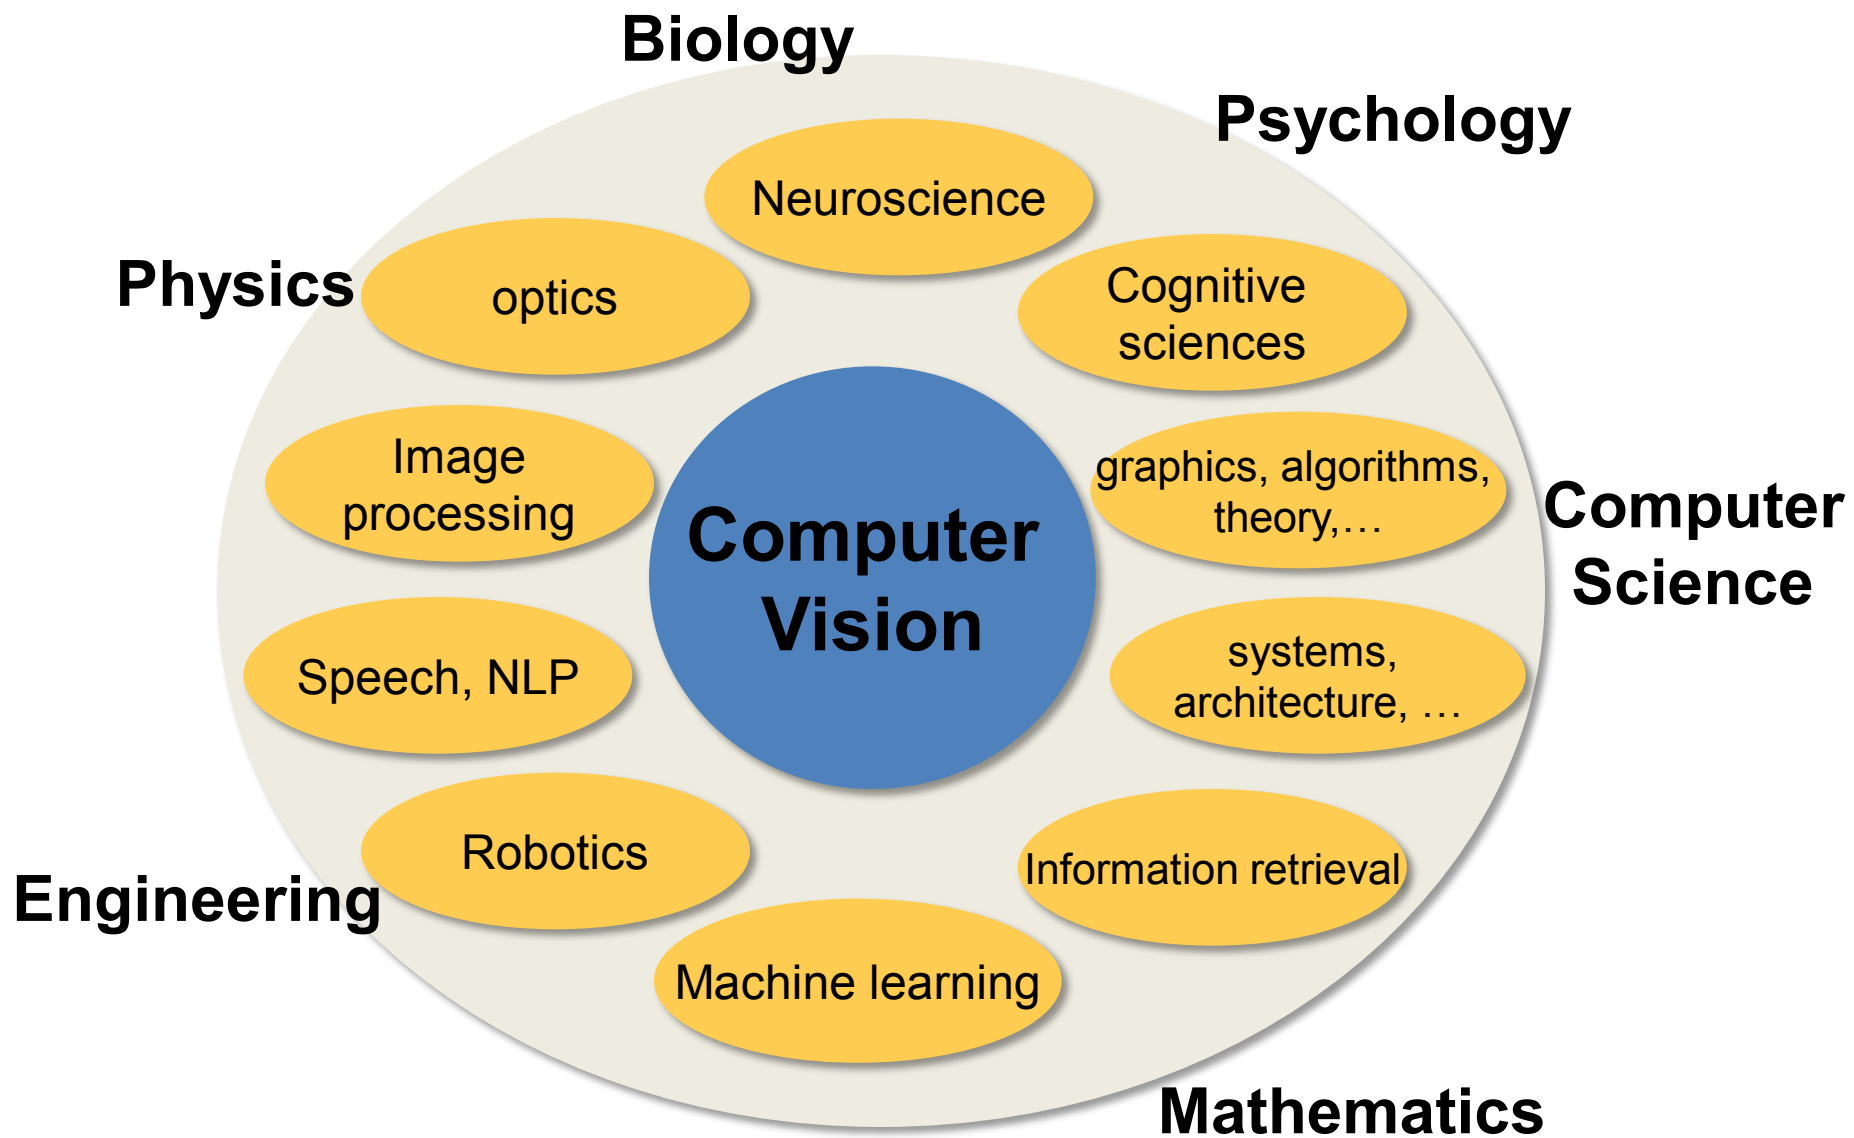 Biology
Psychology
Neuroscience
Physics
optics
Cognitive
sciences
Image
processing
graphics, algorithms,
theory,…
Computer
Science
Computer
Vision
Speech, NLP
systems,
architecture, …
Robotics
Information retrieval
Engineering
Machine learning
Mathematics